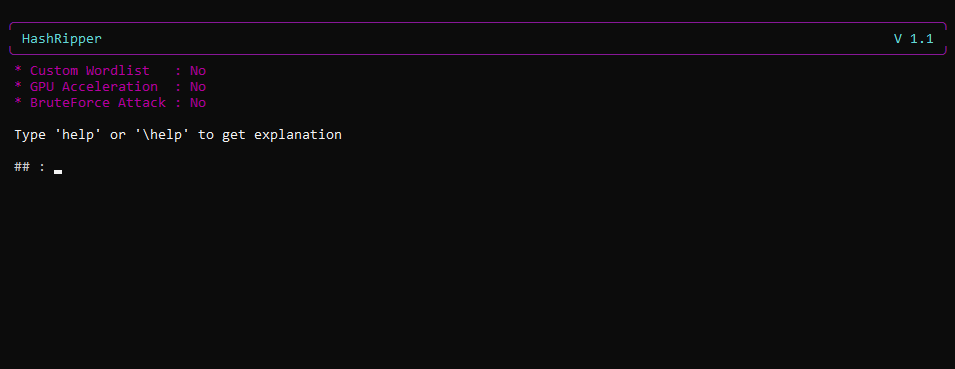 HashRipper V 1.1
* Custom Wordlist : No
* GPU Acceleration : No
* BruteForce Attack : No
Type 'help' or '\help' to get explanation
## :